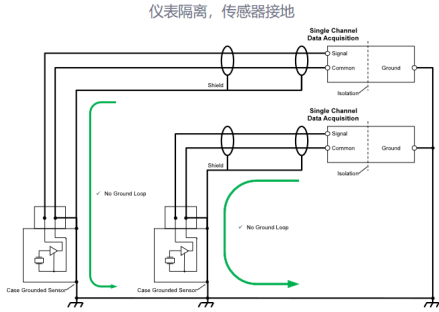 仪表隔离，传感器接地
Single Channel
Data Acquisition
Signal
Common
Ground
Shield
Isolation
Single Channel
Data Acquisition
Signal
Common
Ground
Shield
Isolation
✓ No Ground Loop
✓ No Ground Loop
Case Grounded Sensor
Case Grounded Sensor